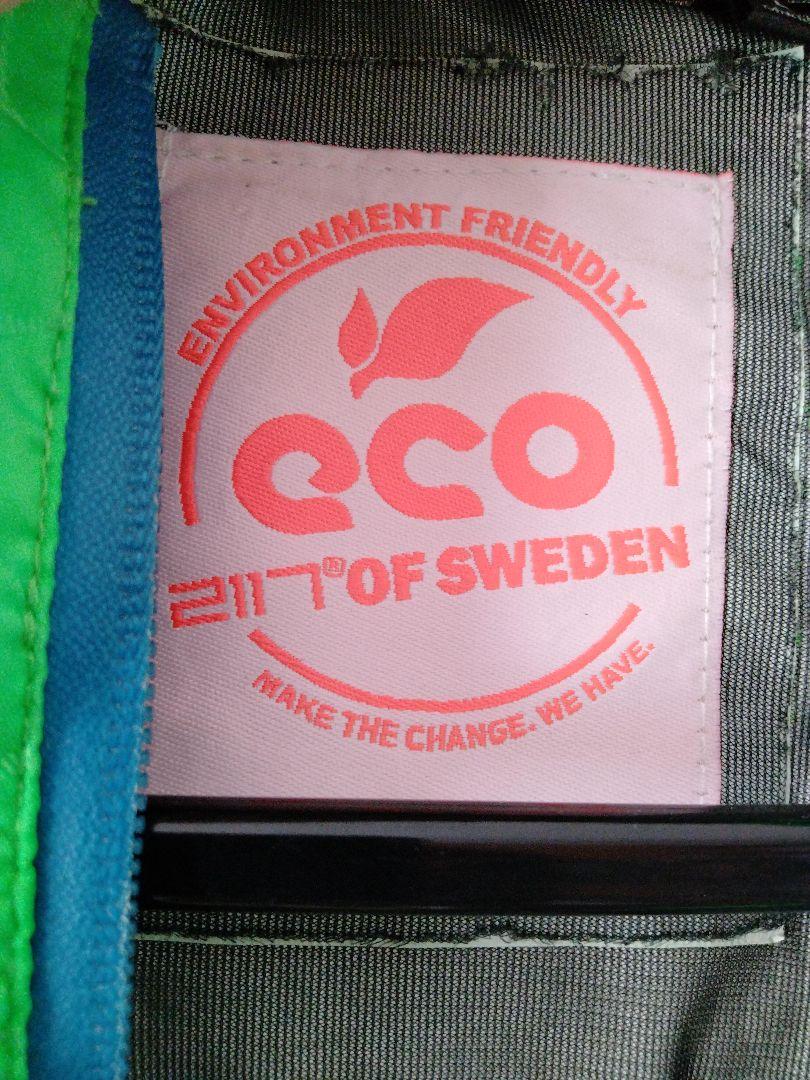 ENVIRONMENT FRIENDLY
eco
2117® OF SWEDEN
MAKE THE CHANGE. WE HAVE.